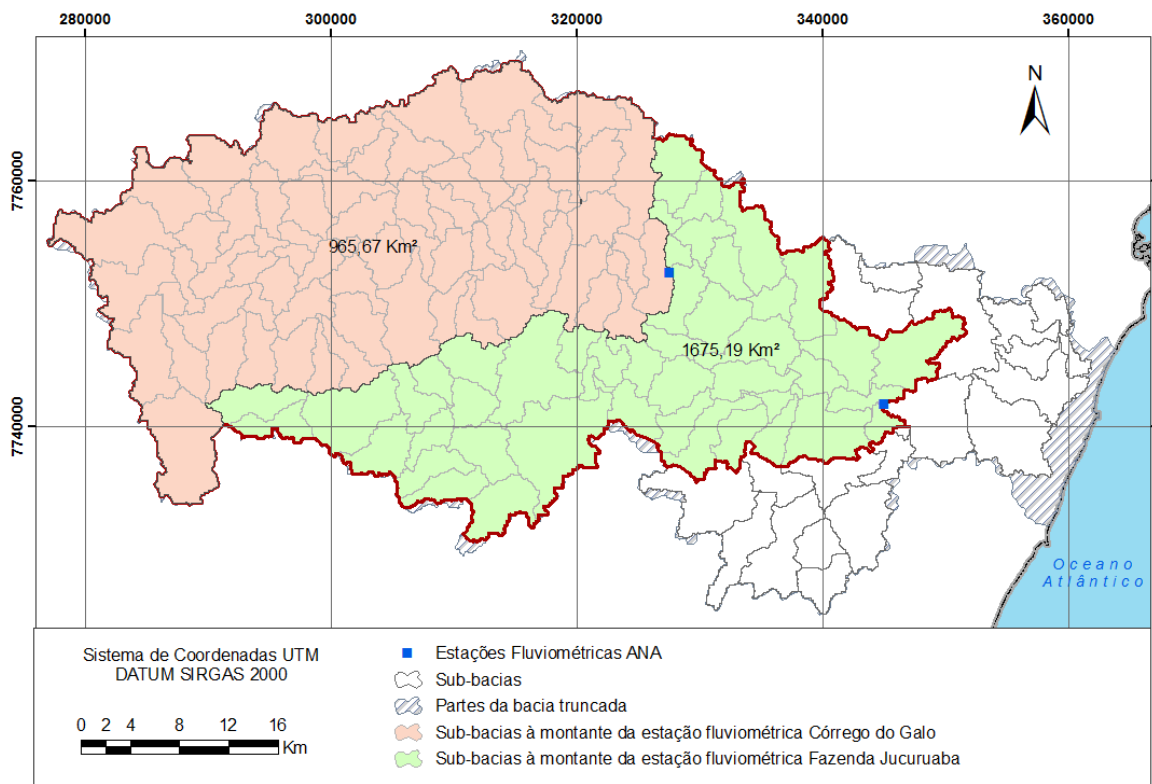 280000 300000 320000 340000 360000
N
7760000
965,67 Km²
1675,19 Km²
7740000
Oceano
Atlântico
Sistema de Coordenadas UTM
DATUM SIRGAS 2000
0 2 4 8 12 16
Km
Estações Fluviométricas ANA
Sub-bacias
Partes da bacia truncada
Sub-bacias à montante da estação fluviométrica Córrego do Galo
Sub-bacias à montante da estação fluviométrica Fazenda Jucuruaba